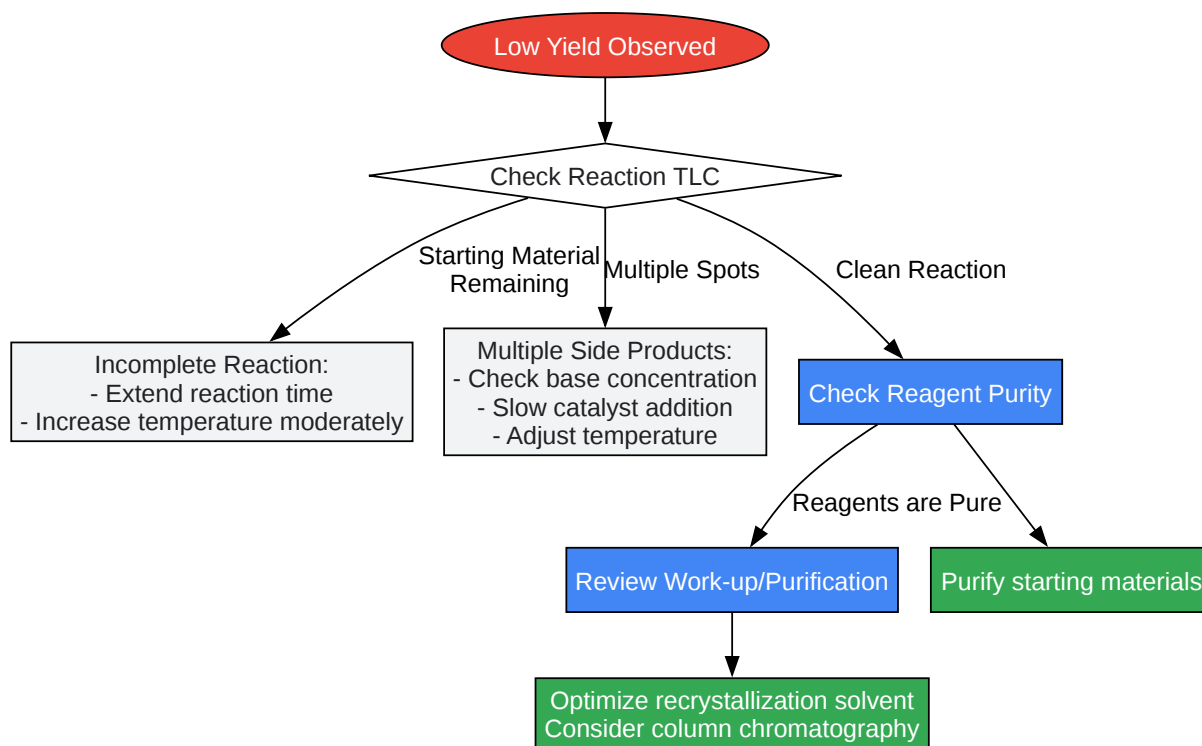 Low Yield Observed
Check Reaction TLC
Starting Material
Remaining
Multiple Spots
Clean Reaction
Incomplete Reaction:
- Extend reaction time
- Increase temperature moderately
Multiple Side Products:
- Check base concentration
- Slow catalyst addition
- Adjust temperature
Check Reagent Purity
Reagents are Pure
Review Work-up/Purification
Purify starting materials
Optimize recrystallization solvent
Consider column chromatography